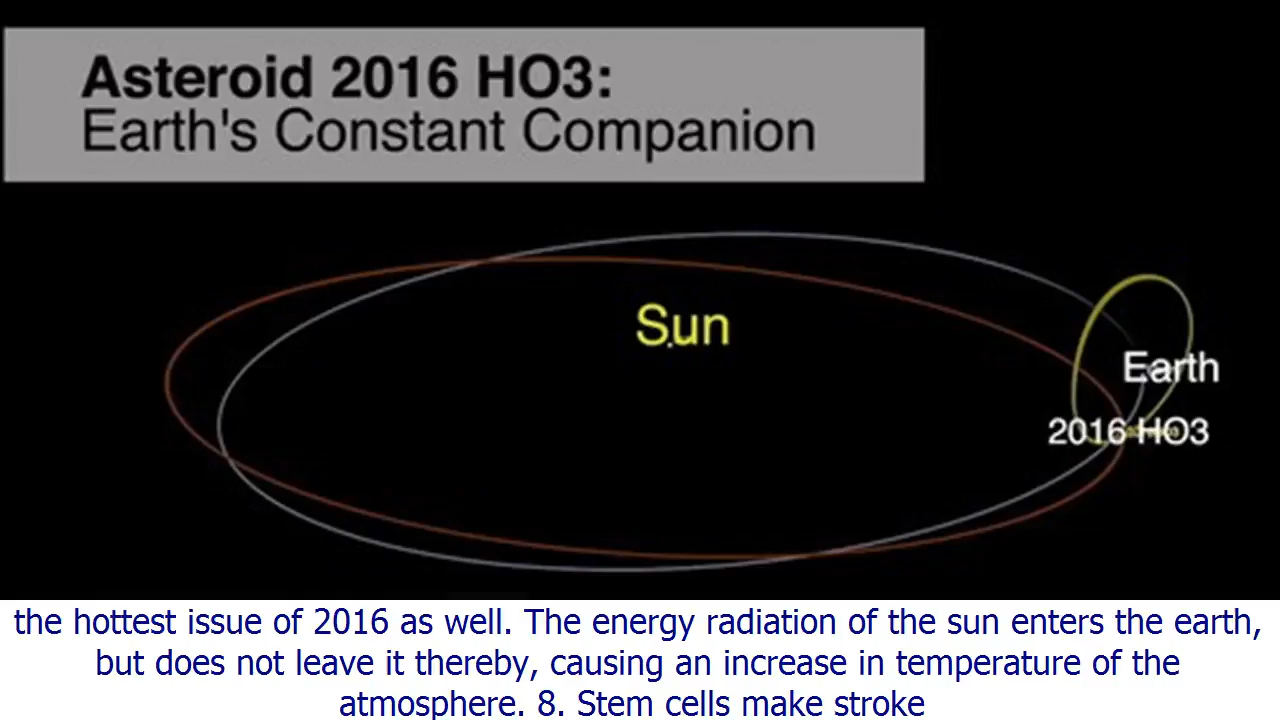 Asteroid 2016 HO3:
Earth's Constant Companion
Sun
Earth
2016 HO3
the hottest issue of 2016 as well. The energy radiation of the sun enters the earth,
but does not leave it thereby, causing an increase in temperature of the
atmosphere. 8. Stem cells make stroke